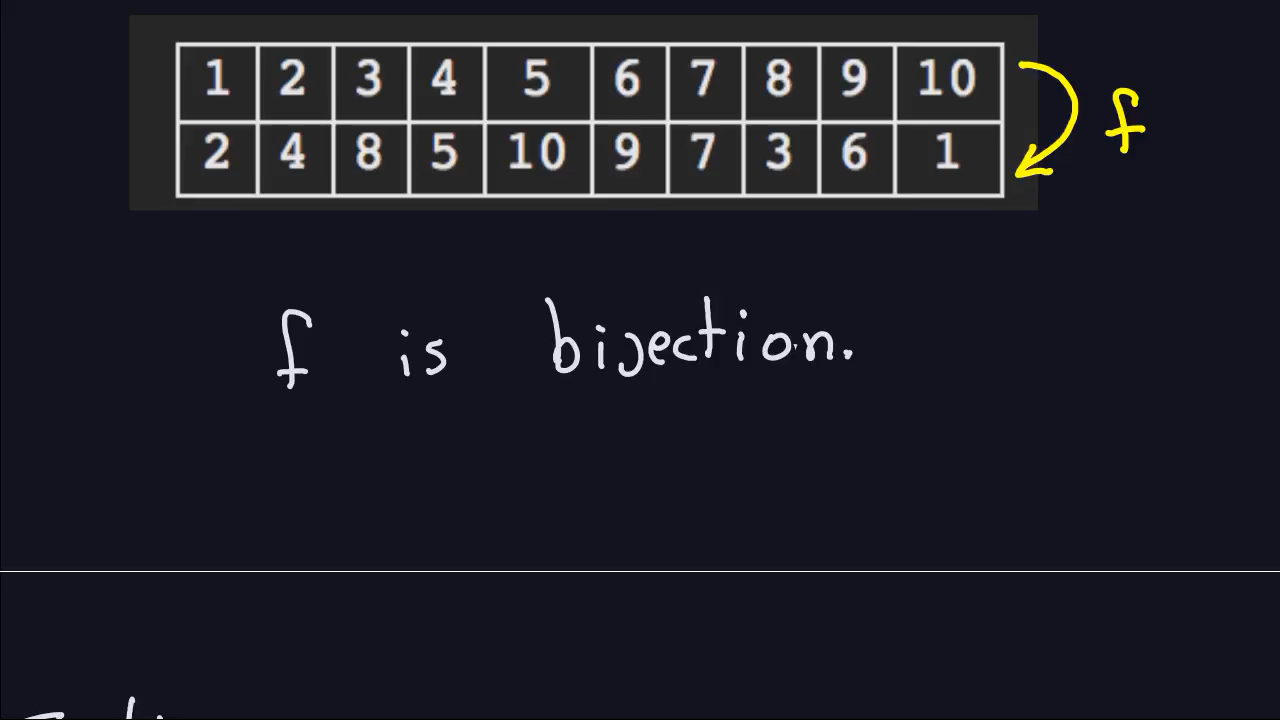 1 2 3 4 5 6 7 8 9 10
2 4 8 5 10 9 7 3 6 1
f
f is bijection.